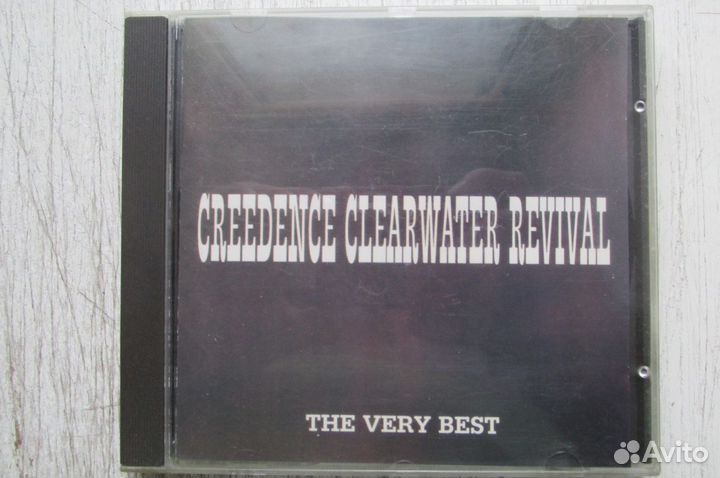 CREEDENCE CLEARWATER REVIVAL
THE VERY BEST
Avito